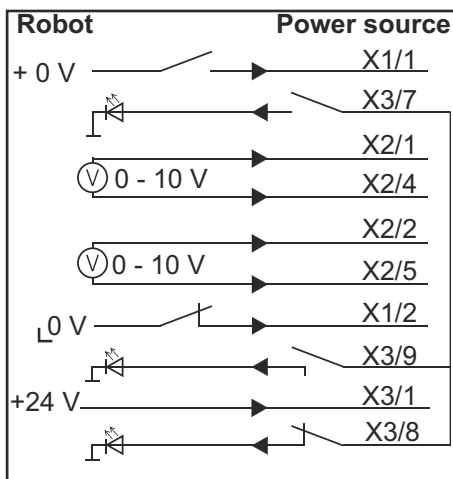 Robot Power source
+ 0 V X1/1
X3/7
X2/1
V 0 - 10 V
X2/4
X2/2
V 0 - 10 V
X2/5
X1/2
0 V
X3/9
+24 V X3/1
X3/8